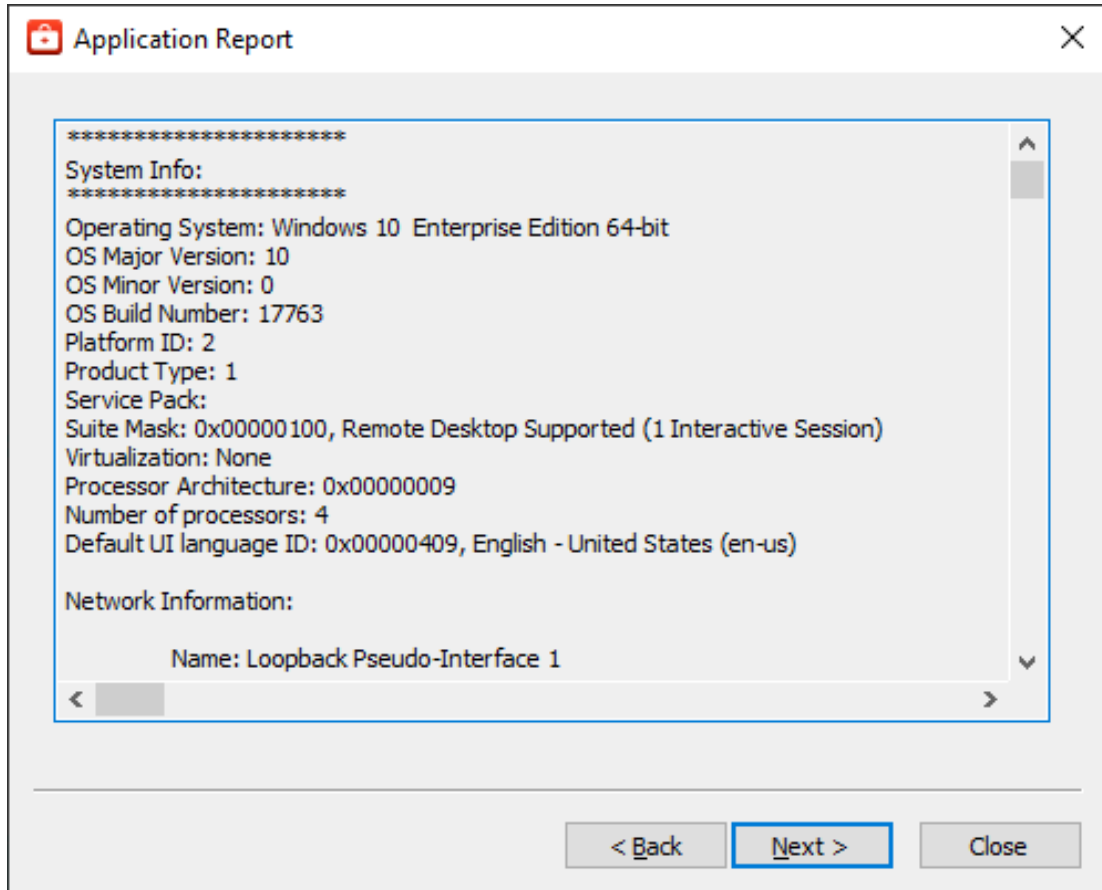 Application Report
*********************
System Info:
*********************
Operating System: Windows 10  Enterprise Edition 64-bit
OS Major Version: 10
OS Minor Version: 0
OS Build Number: 17763
Platform ID: 2
Product Type: 1
Service Pack:
Suite Mask: 0x00000100, Remote Desktop Supported (1 Interactive Session)
Virtualization: None
Processor Architecture: 0x00000009
Number of processors: 4
Default UI language ID: 0x00000409, English - United States (en-us)
Network Information:
Name: Loopback Pseudo-Interface 1
< Back Next > Close